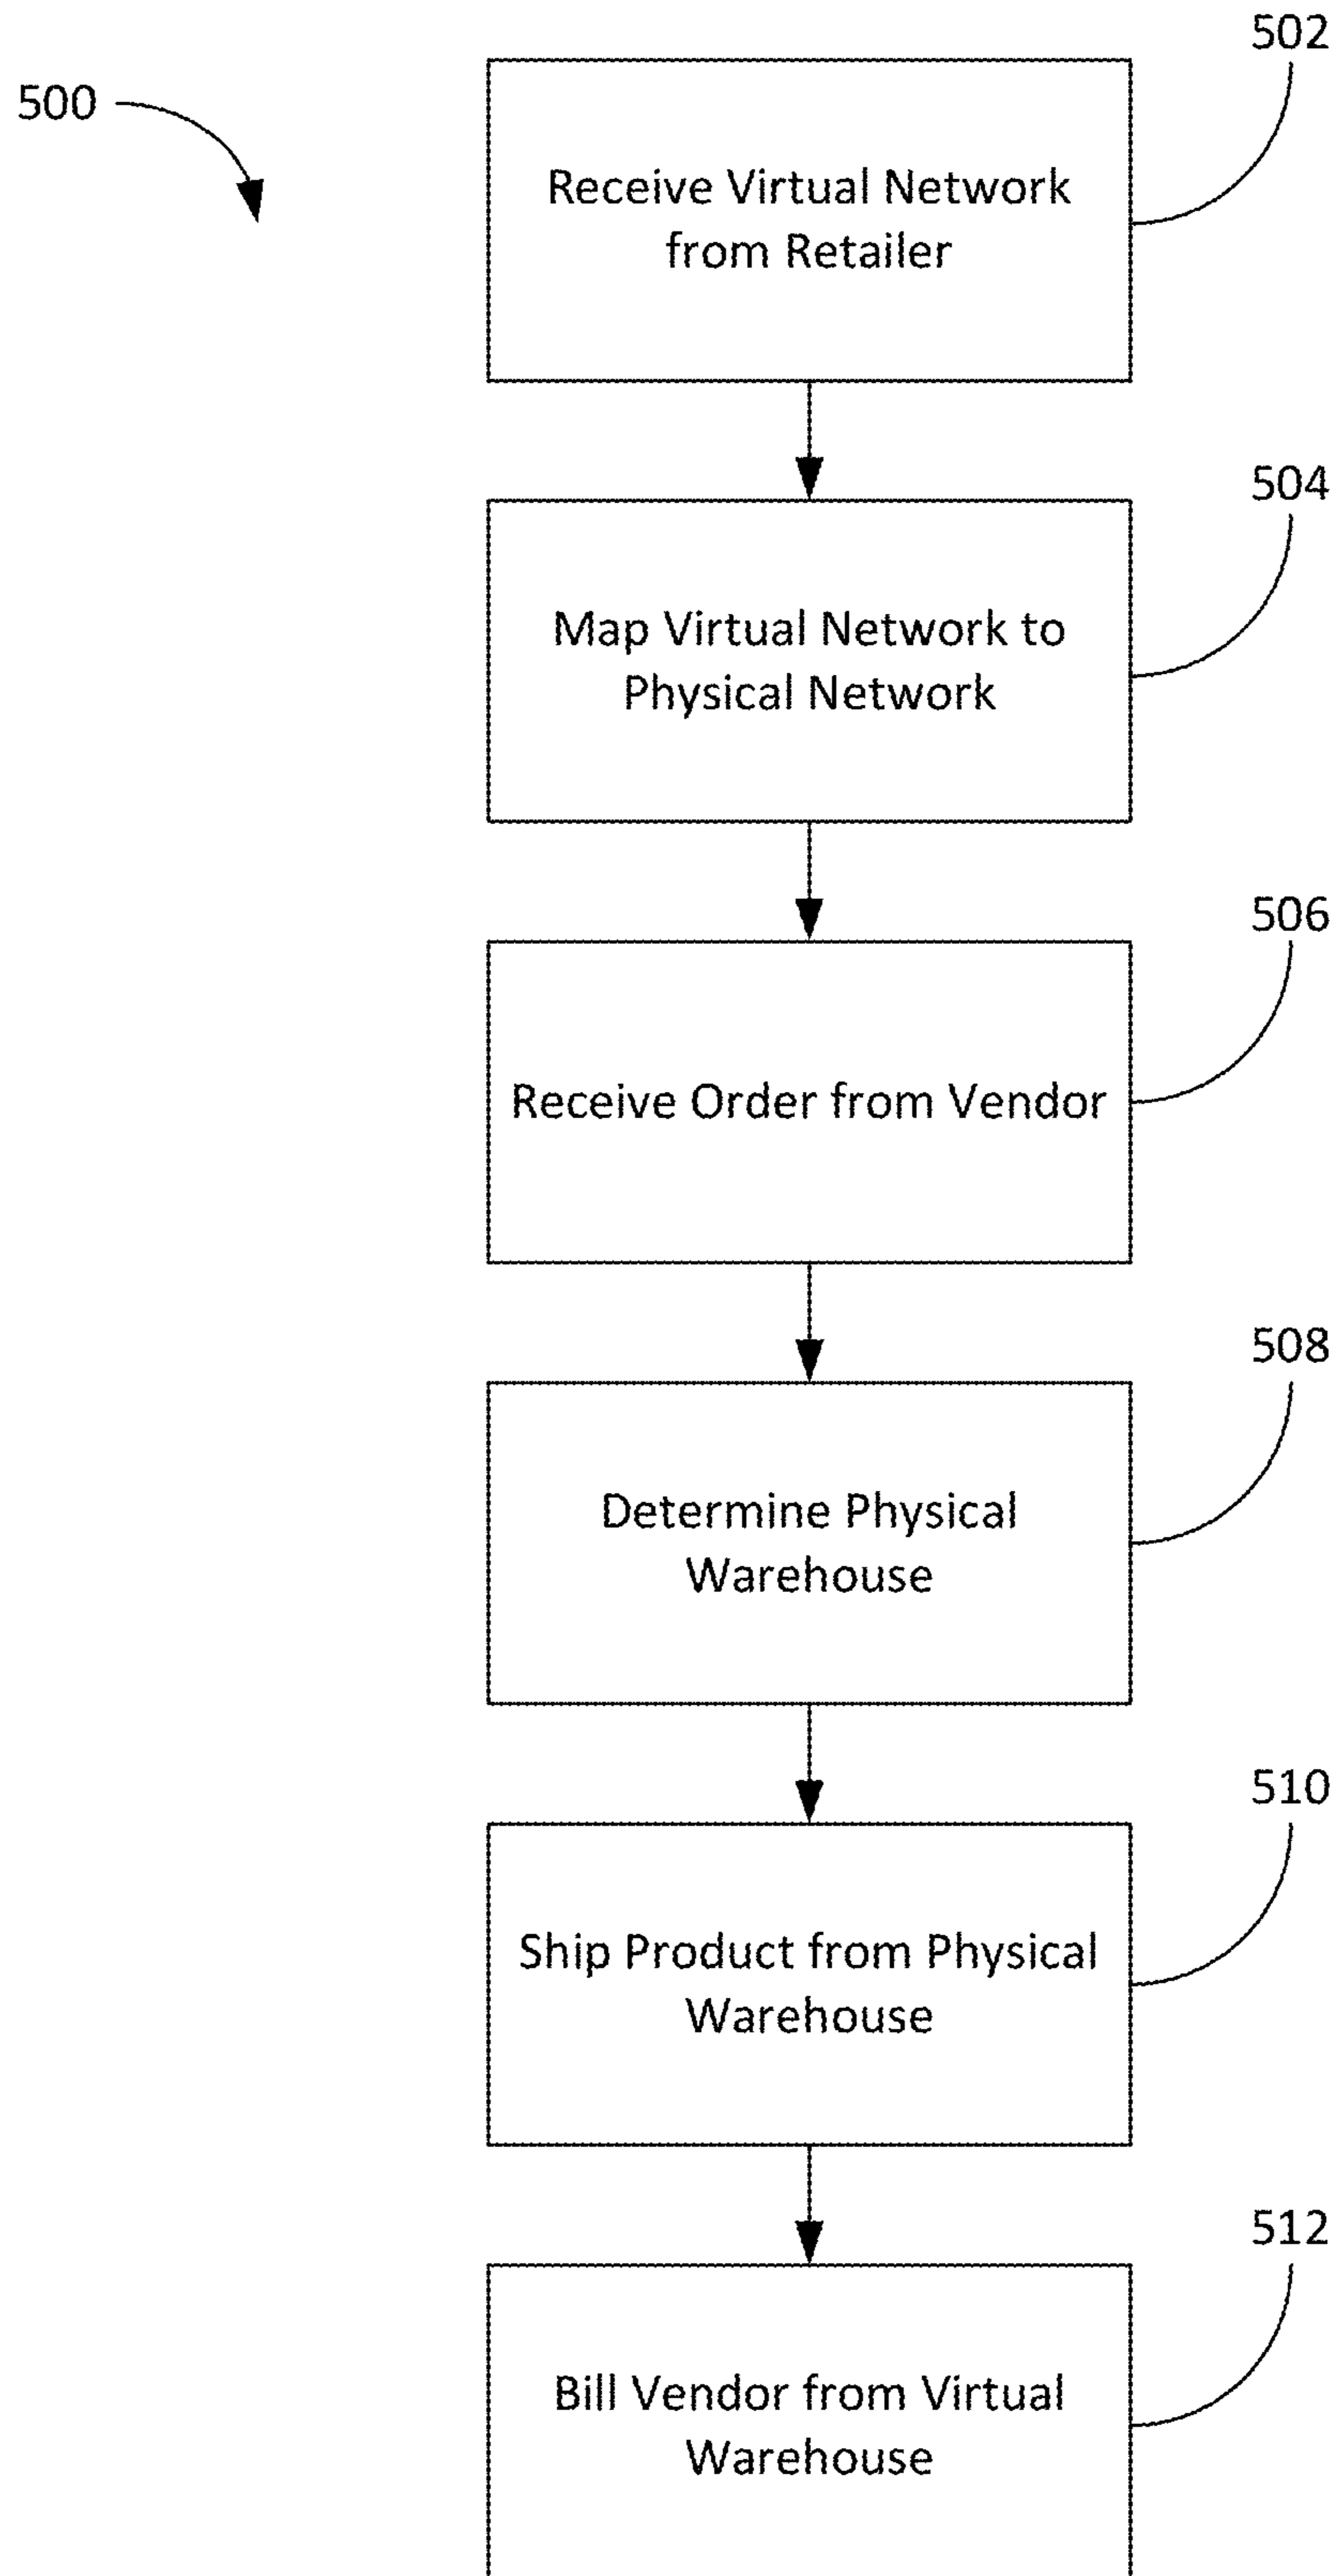 500
502
Receive Virtual Network
from Retailer
504
Map Virtual Network to
Physical Network
506
Receive Order from Vendor
508
Determine Physical
Warehouse
510
Ship Product from Physical
Warehouse
512
Bill Vendor from Virtual
Warehouse